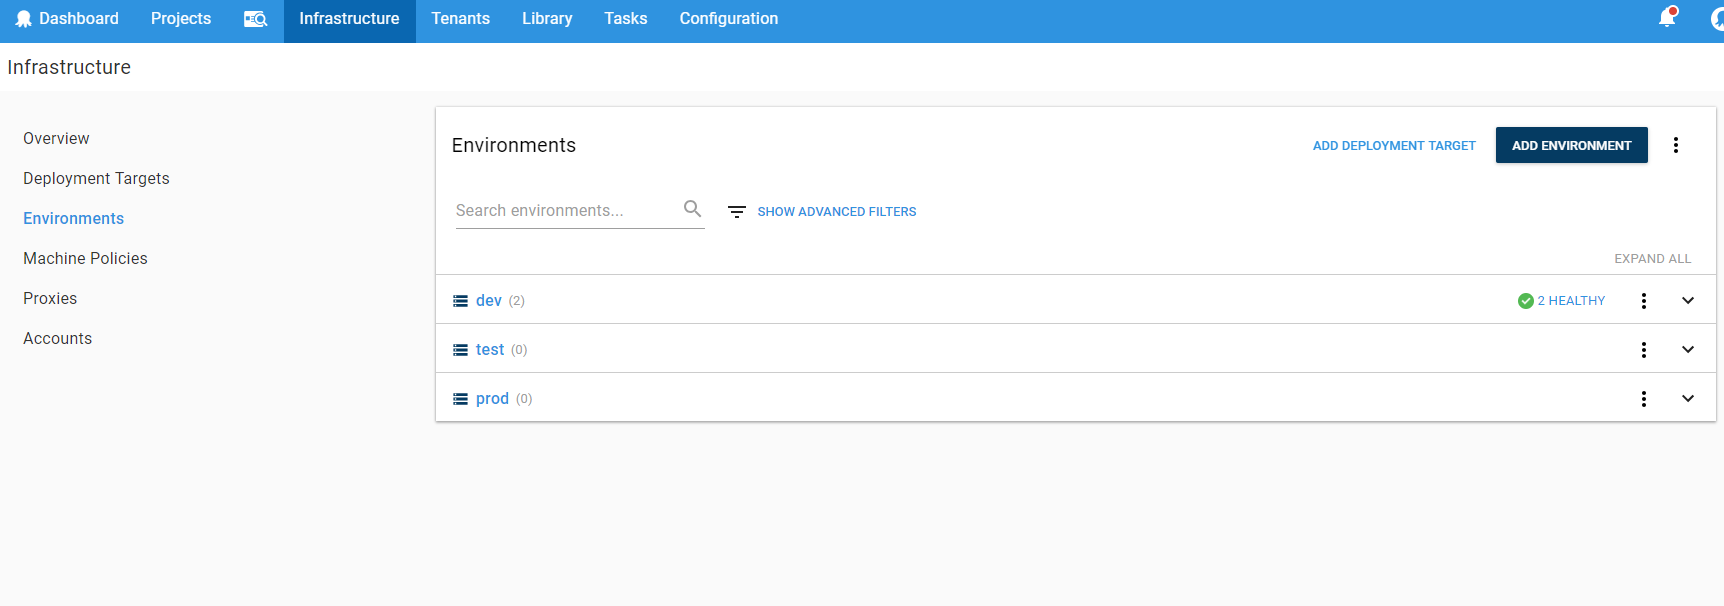 Dashboard Projects Infrastructure Tenants Library Tasks Configuration
Infrastructure
Overview
Deployment Targets
Environments
Machine Policies
Proxies
Accounts
Environments ADD DEPLOYMENT TARGET ADD ENVIRONMENT
Search environments... SHOW ADVANCED FILTERS
EXPAND ALL
dev (2) 2 HEALTHY
test (0)
prod (0)